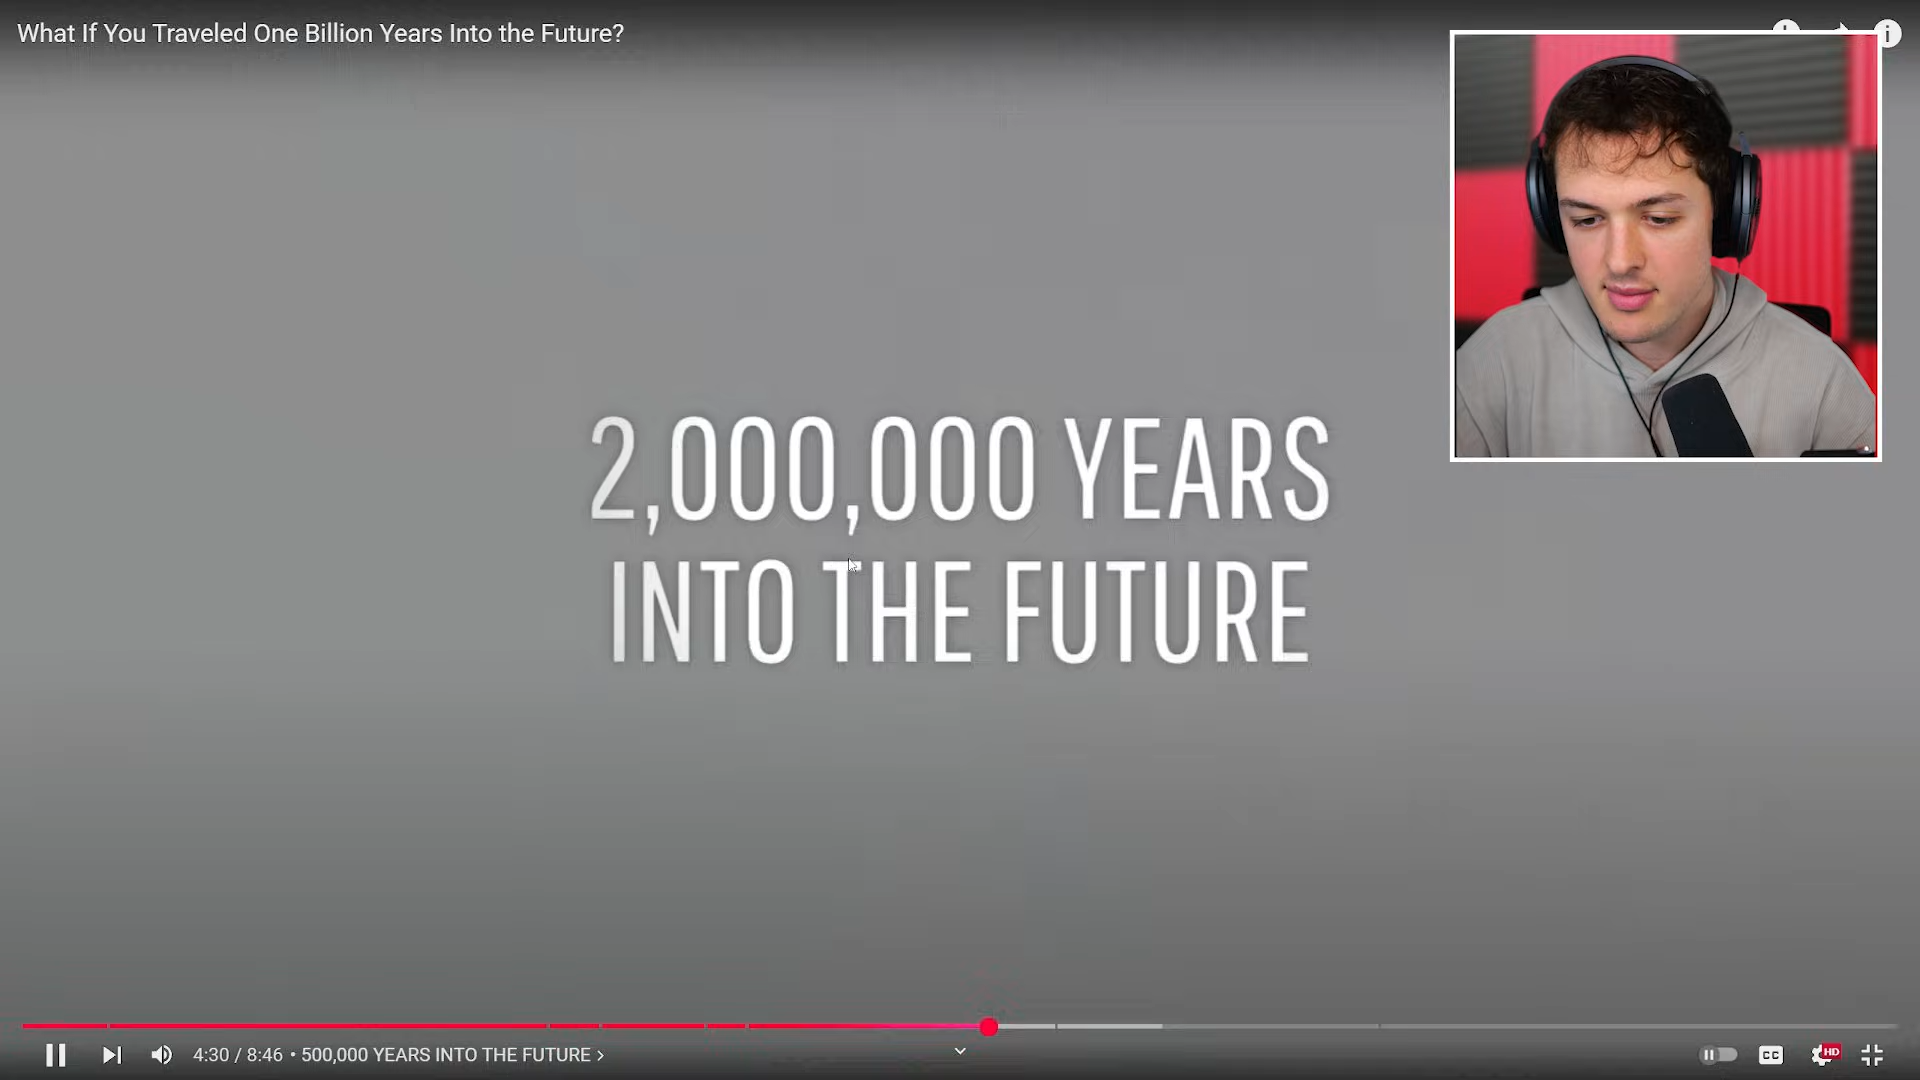 What If You Traveled One Billion Years Into the Future?
2,000,000 YEARS
INTO THE FUTURE
4:30 / 8:46 • 500,000 YEARS INTO THE FUTURE >
CC
HD